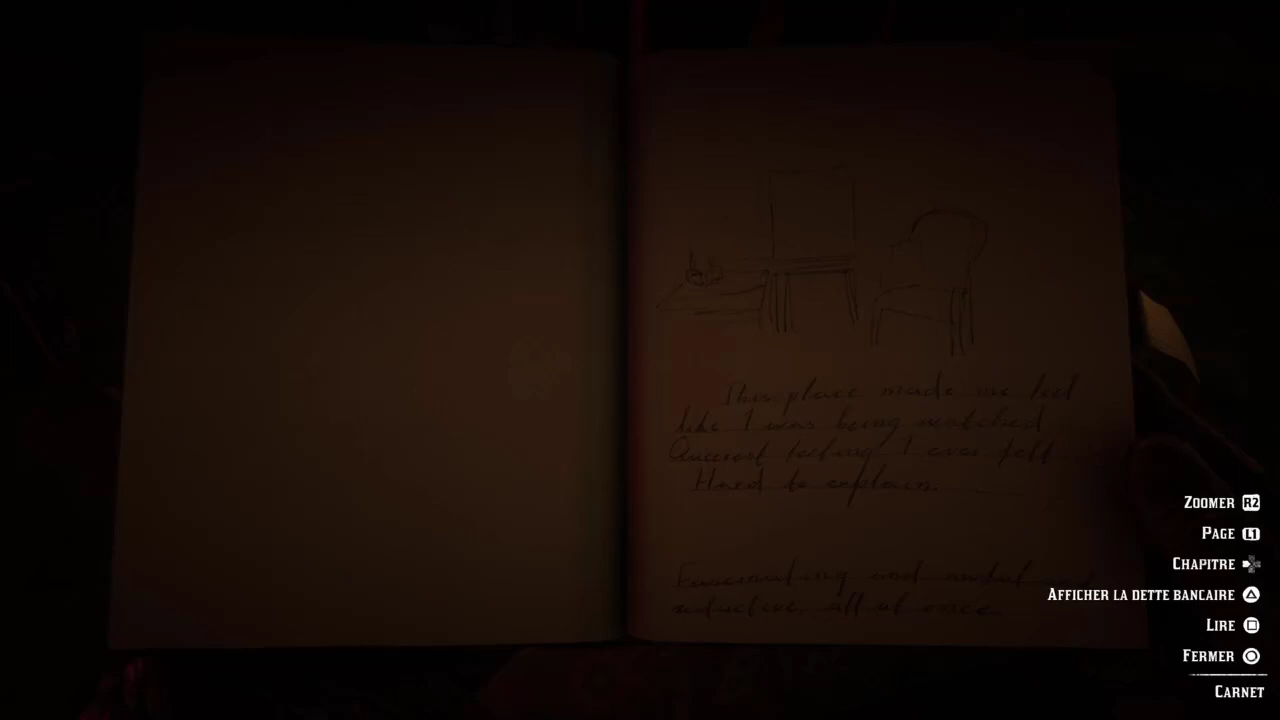 This place made me feel
like I was being watched
Queerest feeling I ever felt
Hard to explain.
Fascinating and awful and
seductive, all at once
ZOOMER R2
PAGE L1
CHAPITRE
AFFICHER LA DETTE BANCAIRE
LIRE
FERMER
CARNET